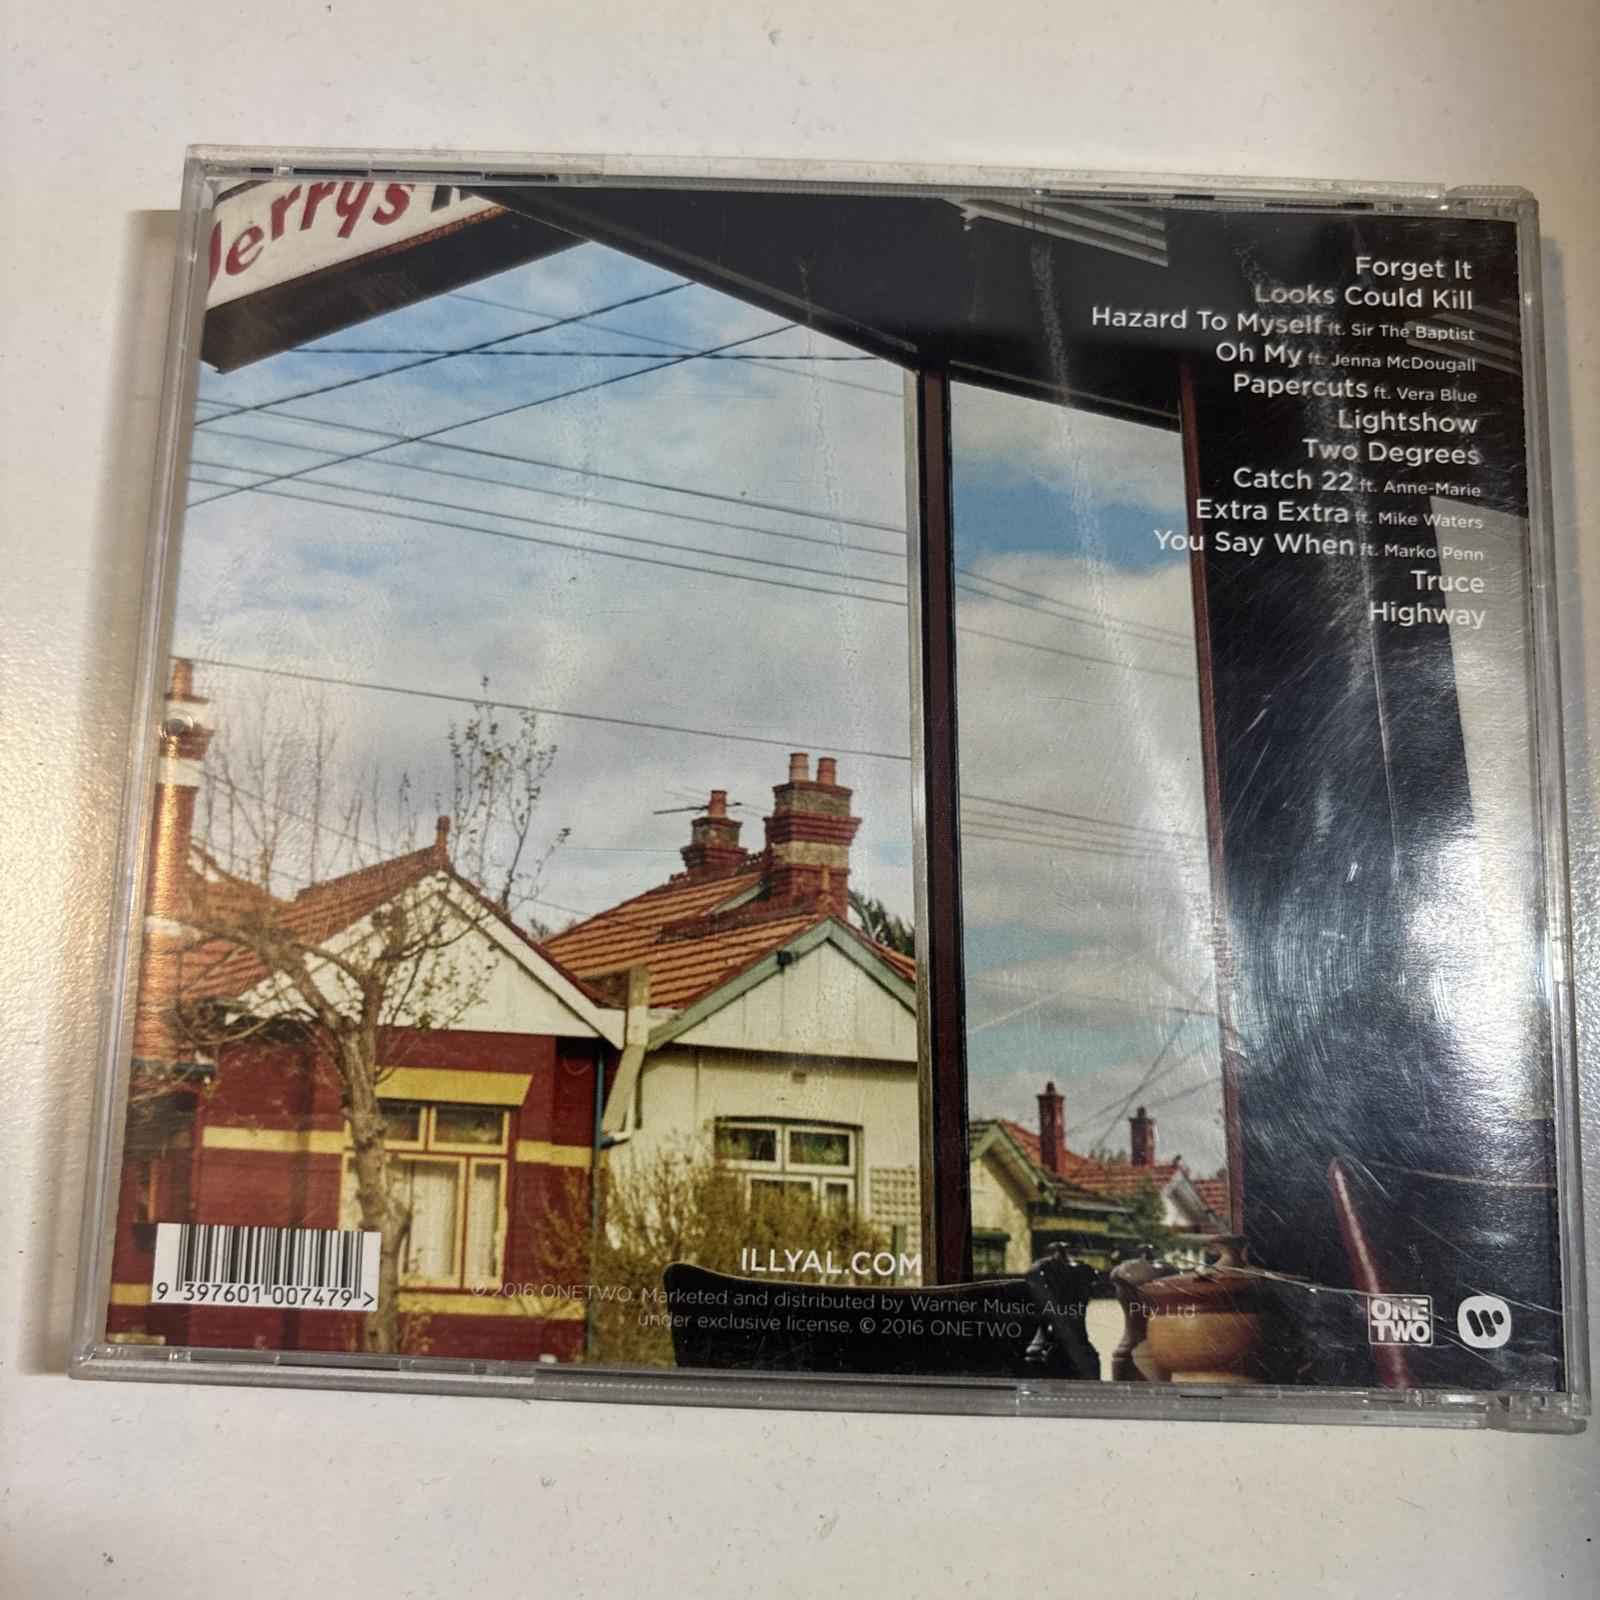 Jerrys
Forget It
Looks Could Kill
Hazard To Myself ft. Sir The Baptist
Oh My ft. Jenna McDougall
Papercuts ft. Vera Blue
Lightshow
Two Degrees
Catch 22 ft. Anne-Marie
Extra Extra ft. Mike Waters
You Say When ft. Marko Penn
Truce
Highway
ILLYAL.COM
© 2016 ONETWO. Marketed and distributed by Warner Music Australia Pty Ltd
under exclusive license. © 2016 ONETWO
9 397601 007479 >
ONE
TWO